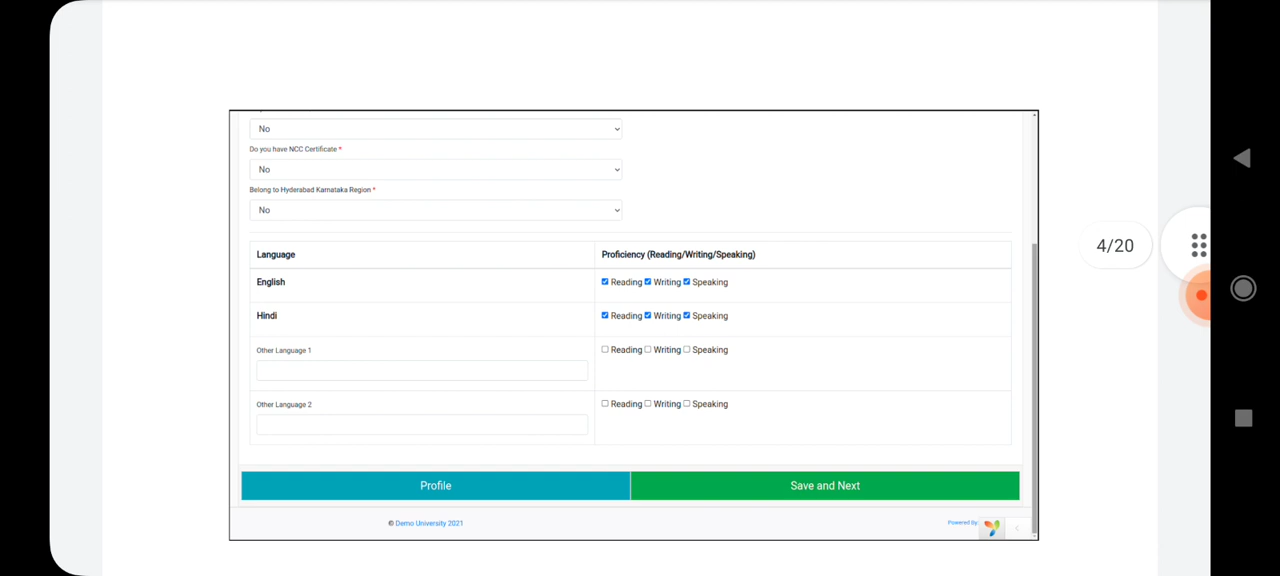 No
Do you have NCC Certificate *
No
Belong to Hyderabad Karnataka Region *
No
Language Proficiency (Reading/Writing/Speaking)
English Reading Writing Speaking
Hindi Reading Writing Speaking
Other Language 1 Reading Writing Speaking
Other Language 2 Reading Writing Speaking
Profile Save and Next
© Demo University 2021 Powered By
4/20